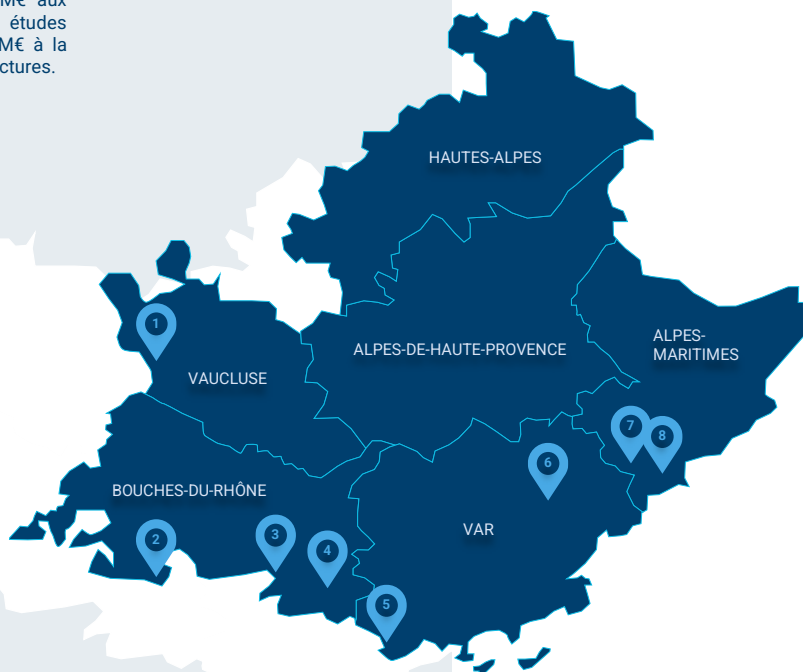 M€ aux
études
M€ à la
ctures.
HAUTES-ALPES
ALPES-
MARITIMES
ALPES-DE-HAUTE-PROVENCE
1
VAUCLUSE
7
8
6
BOUCHES-DU-RHÔNE
VAR
2
3
4
5